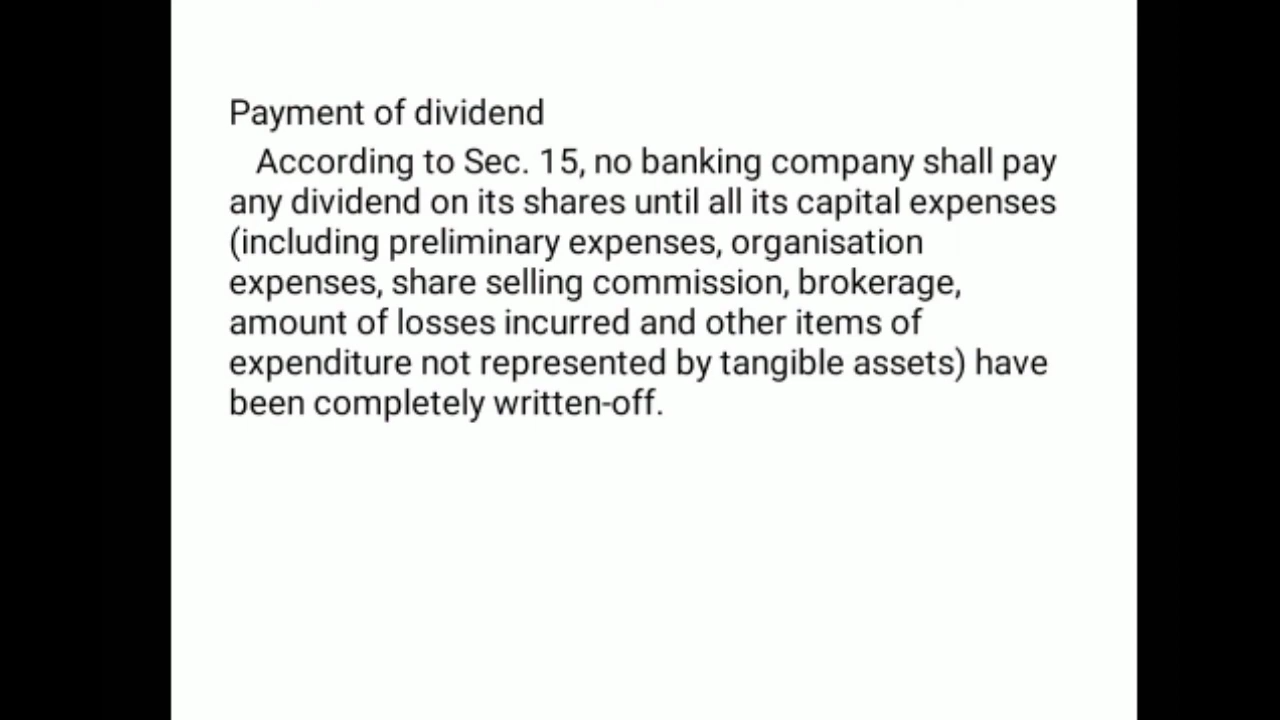 Payment of dividend
According to Sec. 15, no banking company shall pay
any dividend on its shares until all its capital expenses
(including preliminary expenses, organisation
expenses, share selling commission, brokerage,
amount of losses incurred and other items of
expenditure not represented by tangible assets) have
been completely written-off.